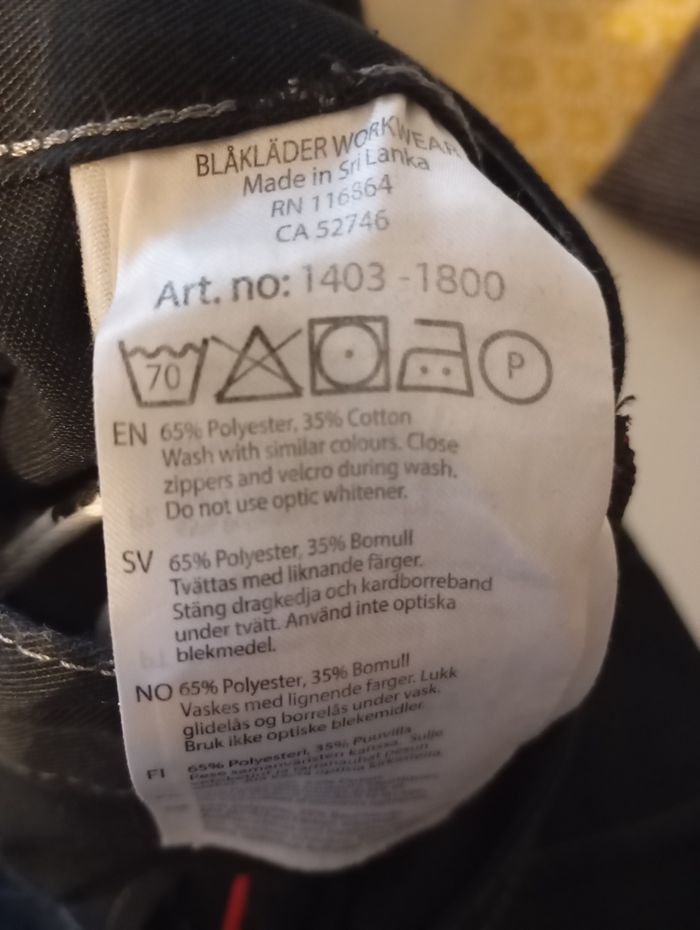 BLÅKLÄDER WORKWEAR
Made in Sri Lanka
RN 116864
CA 52746
Art. no: 1403 -1800
70 P
EN 65% Polyester, 35% Cotton
Wash with similar colours. Close
zippers and velcro during wash.
Do not use optic whitener.
SV 65% Polyester, 35% Bomull
Tvättas med liknande färger.
Stäng dragkedja och kardborreband
under tvätt. Använd inte optiska
blekmedel.
NO 65% Polyester, 35% Bomull
Vaskes med lignende farger. Lukk
glidelås og borrelås under vask.
Bruk ikke optiske blekemidler.
FI 65% Polyesteri, 35% Puuvilla
Pese samanväristen kanssa. Sulje